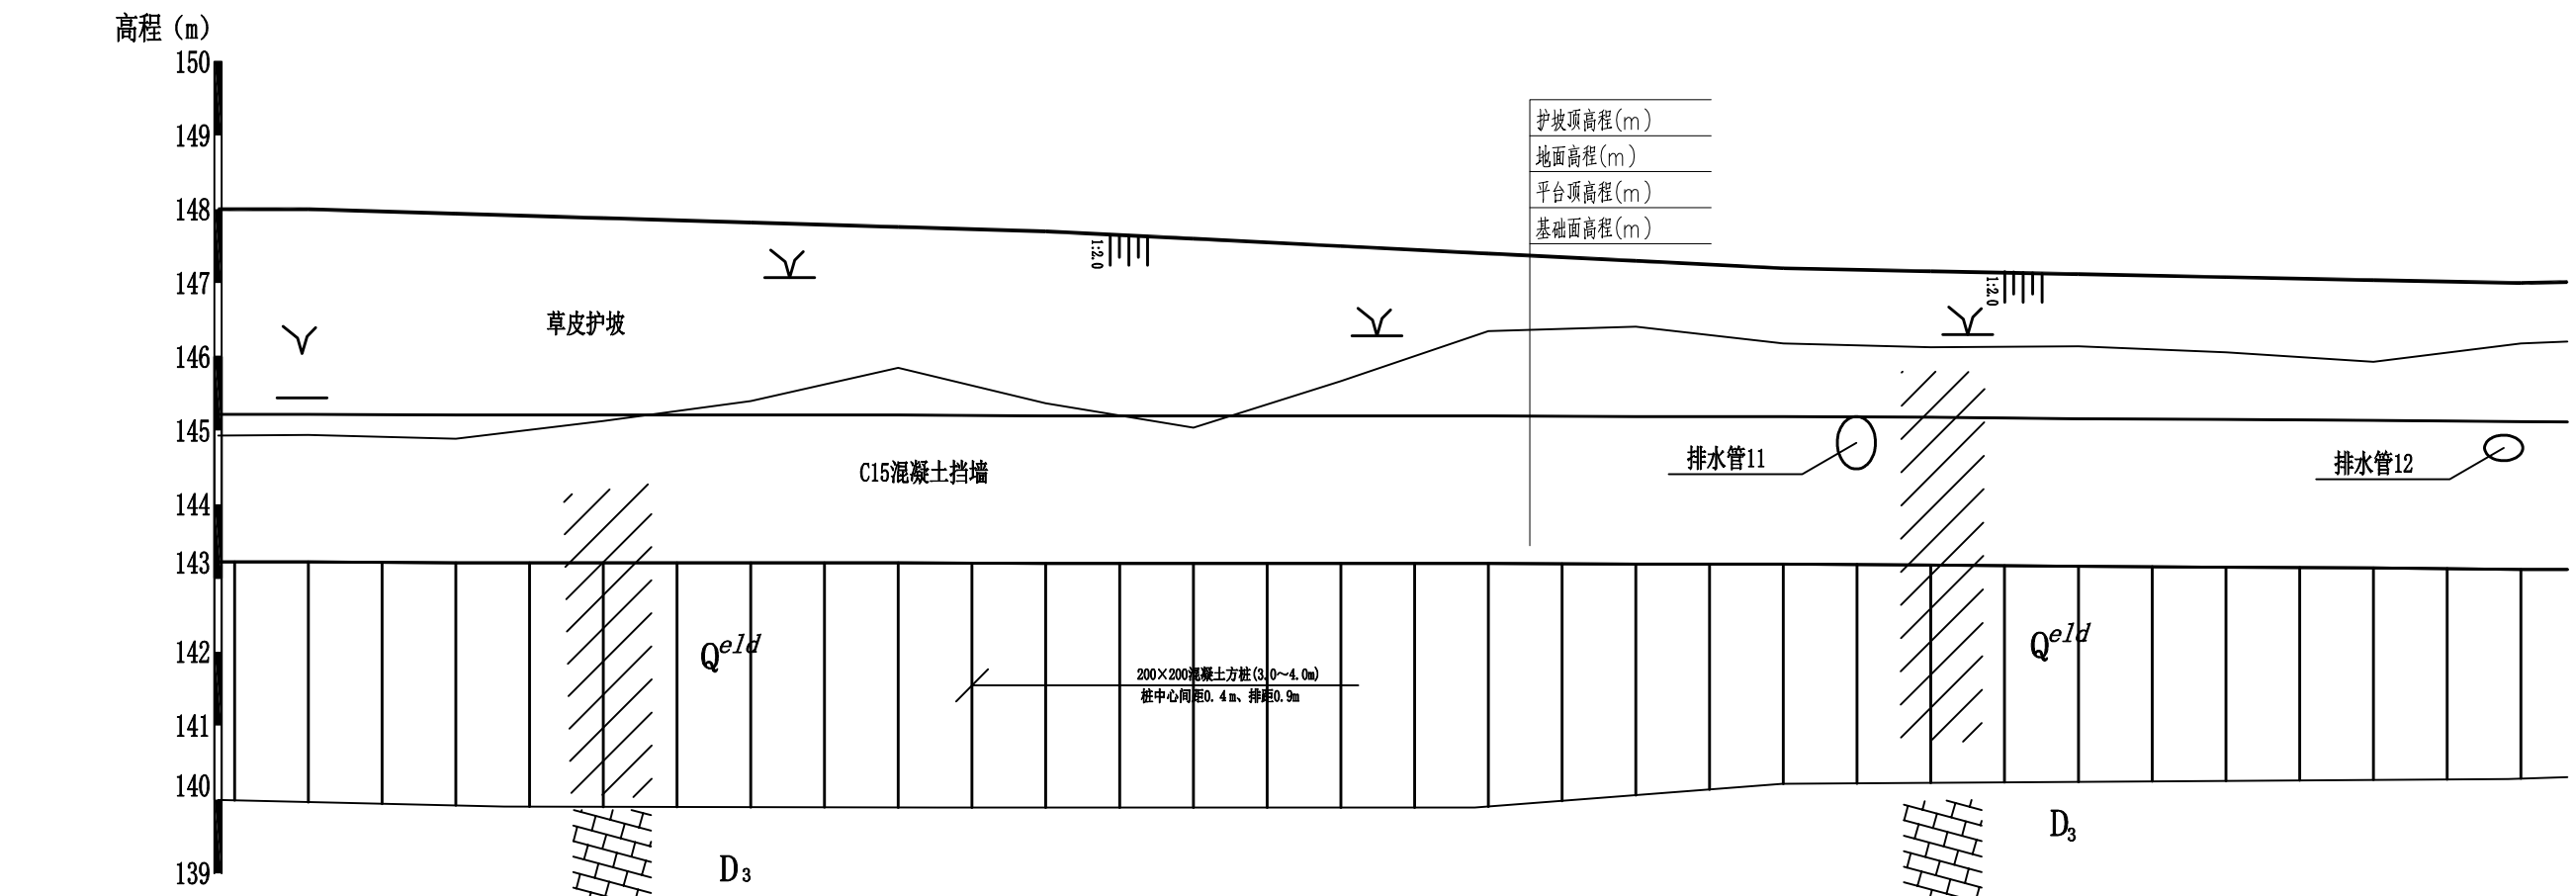 高程（m）
150
149
148
147
146
145
144
143
142
141
140
139
护坡顶高程(m)
地面高程(m)
平台顶高程(m)
基础面高程(m)
1:2.0
1:2.0
草皮护坡
C15混凝土挡墙
排水管11
排水管12
Qeld
Qeld
200×200混凝土方桩(3.0～4.0m)
桩中心间距0.4m、排距0.9m
D3
D3